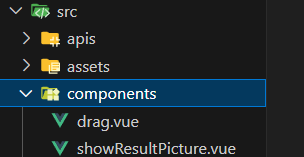 src
apis
assets
components
drag.vue
showResultPicture.vue